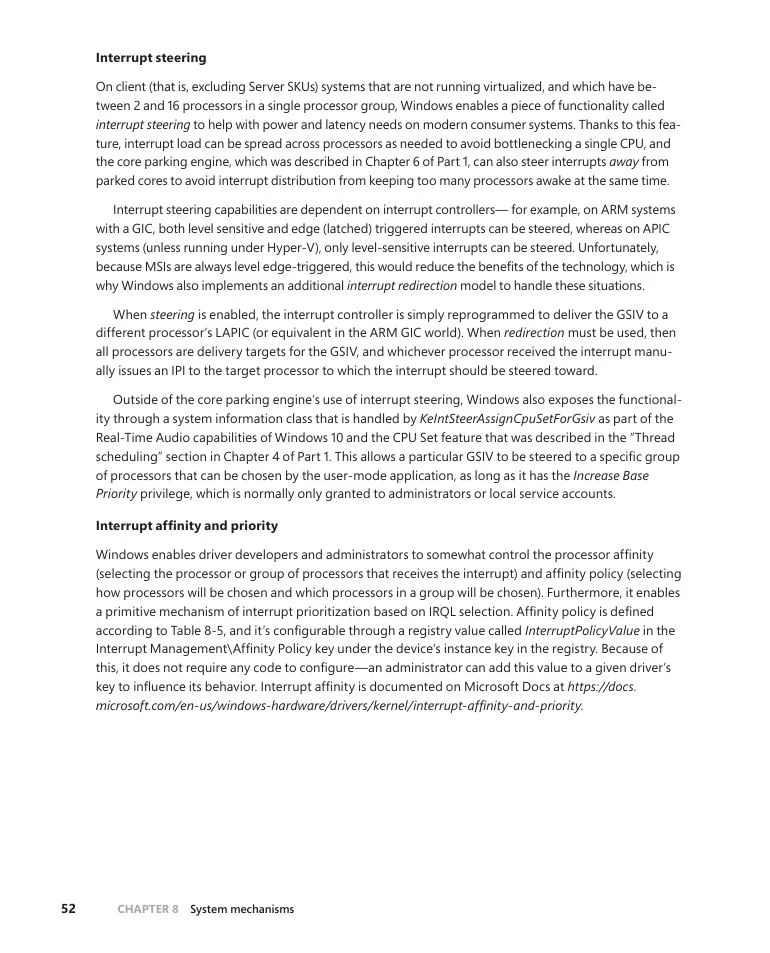 Interrupt steering
On client (that is, excluding Server SKUs) systems that are not running virtualized, and which have be-
tween 2 and 16 processors in a single processor group, Windows enables a piece of functionality called
interrupt steering to help with power and latency needs on modern consumer systems. Thanks to this fea-
ture, interrupt load can be spread across processors as needed to avoid bottlenecking a single CPU, and
the core parking engine, which was described in Chapter 6 of Part 1, can also steer interrupts away from
parked cores to avoid interrupt distribution from keeping too many processors awake at the same time.
Interrupt steering capabilities are dependent on interrupt controllers— for example, on ARM systems
with a GIC, both level sensitive and edge (latched) triggered interrupts can be steered, whereas on APIC
systems (unless running under Hyper-V), only level-sensitive interrupts can be steered. Unfortunately,
because MSIs are always level edge-triggered, this would reduce the benefits of the technology, which is
why Windows also implements an additional interrupt redirection model to handle these situations.
When steering is enabled, the interrupt controller is simply reprogrammed to deliver the GSIV to a
different processor's LAPIC (or equivalent in the ARM GIC world). When redirection must be used, then
all processors are delivery targets for the GSIV, and whichever processor received the interrupt manu-
ally issues an IPI to the target processor to which the interrupt should be steered toward.
Outside of the core parking engine's use of interrupt steering, Windows also exposes the functional-
ity through a system information class that is handled by KeIntSteerAssignCpuSetForGsiv as part of the
Real-Time Audio capabilities of Windows 10 and the CPU Set feature that was described in the "Thread
scheduling" section in Chapter 4 of Part 1. This allows a particular GSIV to be steered to a specific group
of processors that can be chosen by the user-mode application, as long as it has the Increase Base
Priority privilege, which is normally only granted to administrators or local service accounts.
Interrupt affinity and priority
Windows enables driver developers and administrators to somewhat control the processor affinity
(selecting the processor or group of processors that receives the interrupt) and affinity policy (selecting
how processors will be chosen and which processors in a group will be chosen). Furthermore, it enables
a primitive mechanism of interrupt prioritization based on IRQL selection. Affinity policy is defined
according to Table 8-5, and it's configurable through a registry value called InterruptPolicyValue in the
Interrupt Management\Affinity Policy key under the device's instance key in the registry. Because of
this, it does not require any code to configure—an administrator can add this value to a given driver's
key to influence its behavior. Interrupt affinity is documented on Microsoft Docs at https://docs.
microsoft.com/en-us/windows-hardware/drivers/kernel/interrupt-affinity-and-priority.
52 CHAPTER 8 System mechanisms